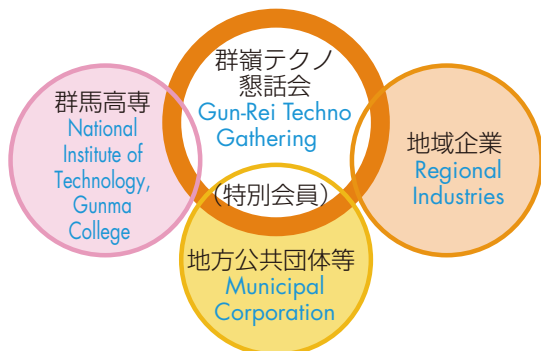 群嶺テクノ
懇話会
Gun-Rei Techno
Gathering
群馬高専
National
Institute of
Technology,
Gunma
College
地域企業
Regional
Industries
（特別会員）
地方公共団体等
Municipal
Corporation